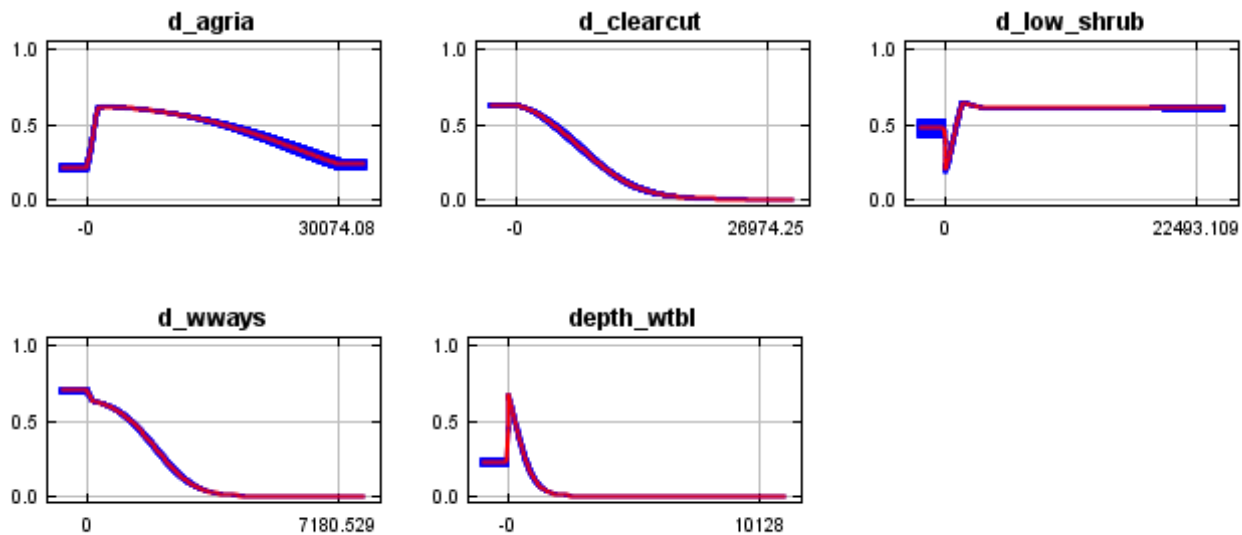 d_agria d_clearcut d_low_shrub
1.0 1.0 1.0
0.5 0.5 0.5
0.0 0.0 0.0
-0 30074.08 -0 26974.25 0 22493.109
d_wways depth_wtbl
1.0 1.0
0.5 0.5
0.0 0.0
0 7180.529 -0 10128